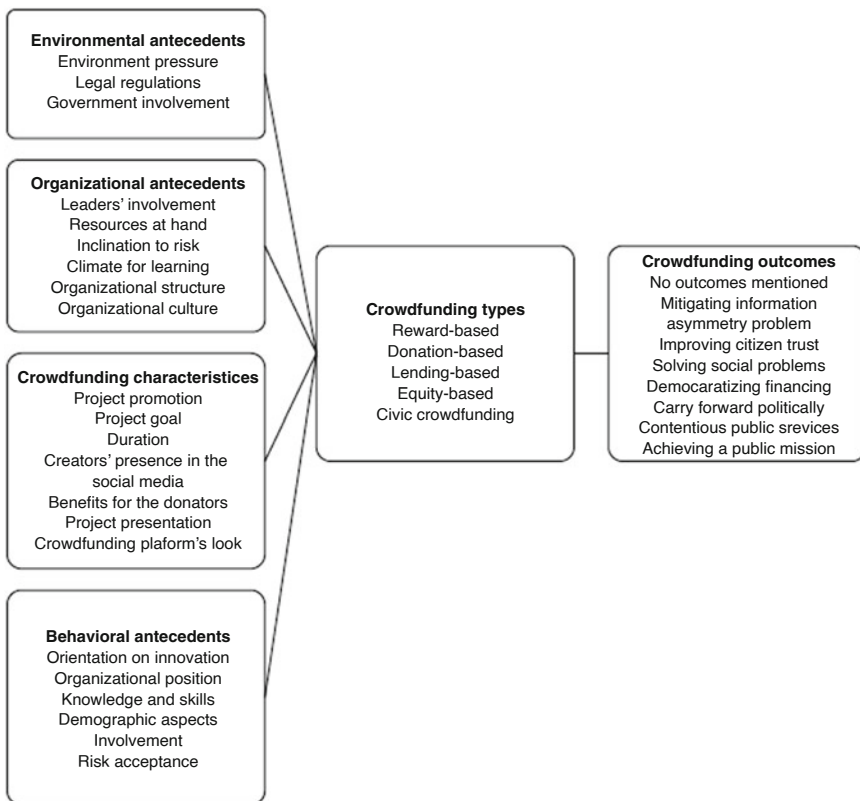 Environmental antecedents
Environment pressure
Legal regulations
Government involvement
Organizational antecedents
Leaders' involvement
Resources at hand
Inclination to risk
Climate for learning
Organizational structure
Organizational culture
Crowdfunding characteristices
Project promotion
Project goal
Duration
Creators' presence in the
social media
Benefits for the donators
Project presentation
Crowdfunding plaform's look
Behavioral antecedents
Orientation on innovation
Organizational position
Knowledge and skills
Demographic aspects
Involvement
Risk acceptance
Crowdfunding types
Reward-based
Donation-based
Lending-based
Equity-based
Civic crowdfunding
Crowdfunding outcomes
No outcomes mentioned
Mitigating information
asymmetry problem
Improving citizen trust
Solving social problems
Democaratizing financing
Carry forward politically
Contentious public srevices
Achieving a public mission